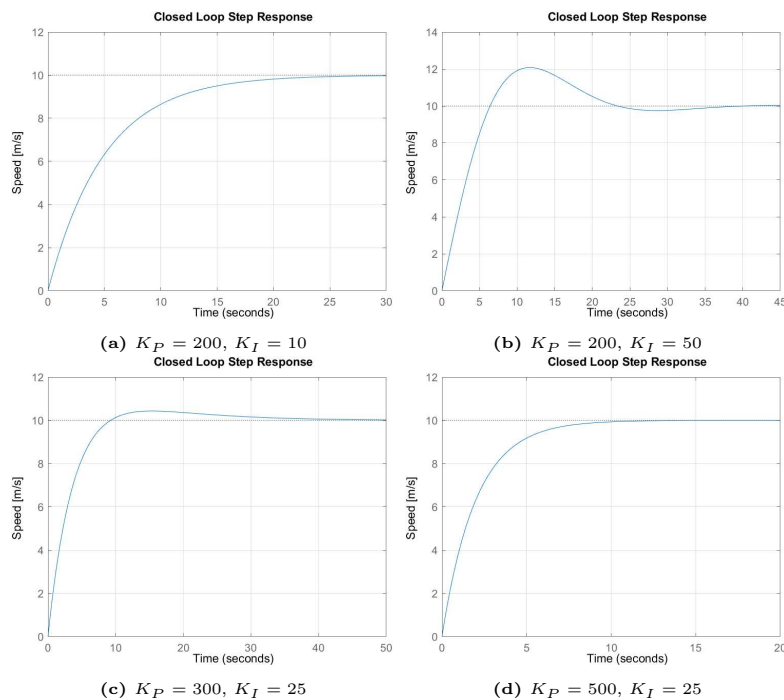 Closed Loop Step Response
12
10
8
6
4
2
0
Speed [m/s]
0 5 10 15 20 25 30
Time (seconds)
(a) K_P = 200, K_I = 10
Closed Loop Step Response
14
12
10
8
6
4
2
0
Speed [m/s]
0 5 10 15 20 25 30 35 40 45
Time (seconds)
(b) K_P = 200, K_I = 50
Closed Loop Step Response
12
10
8
6
4
2
0
Speed [m/s]
0 10 20 30 40 50
Time (seconds)
(c) K_P = 300, K_I = 25
Closed Loop Step Response
12
10
8
6
4
2
0
Speed [m/s]
0 5 10 15 20
Time (seconds)
(d) K_P = 500, K_I = 25